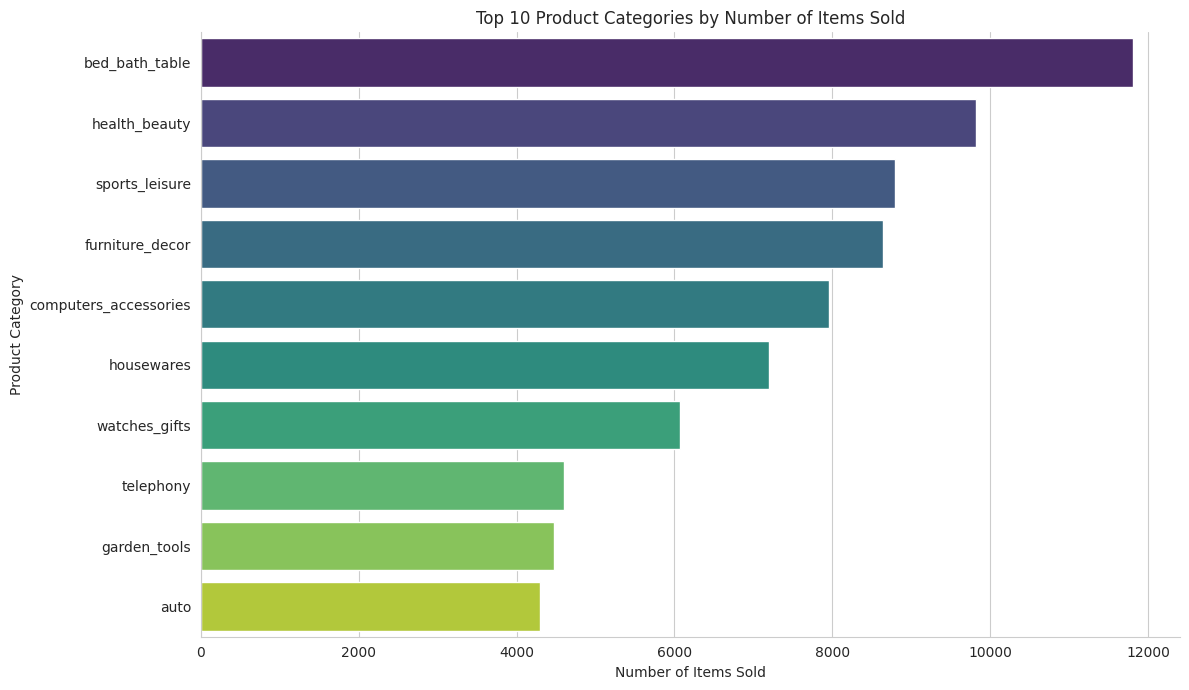 Top 10 Product Categories by Number of Items Sold
Product Category
bed_bath_table
health_beauty
sports_leisure
furniture_decor
computers_accessories
housewares
watches_gifts
telephony
garden_tools
auto
0 2000 4000 6000 8000 10000 12000
Number of Items Sold